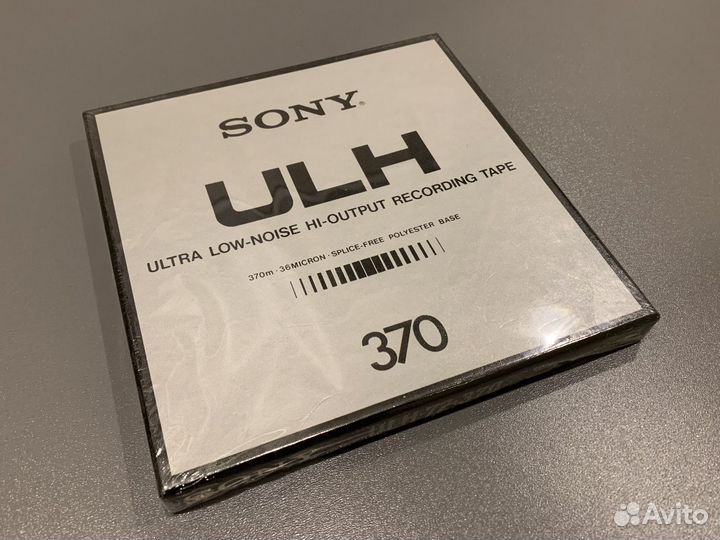 SONY®
ULH
ULTRA LOW-NOISE HI-OUTPUT RECORDING TAPE
370m · 36MICRON · SPLICE-FREE POLYESTER BASE
370
Avito